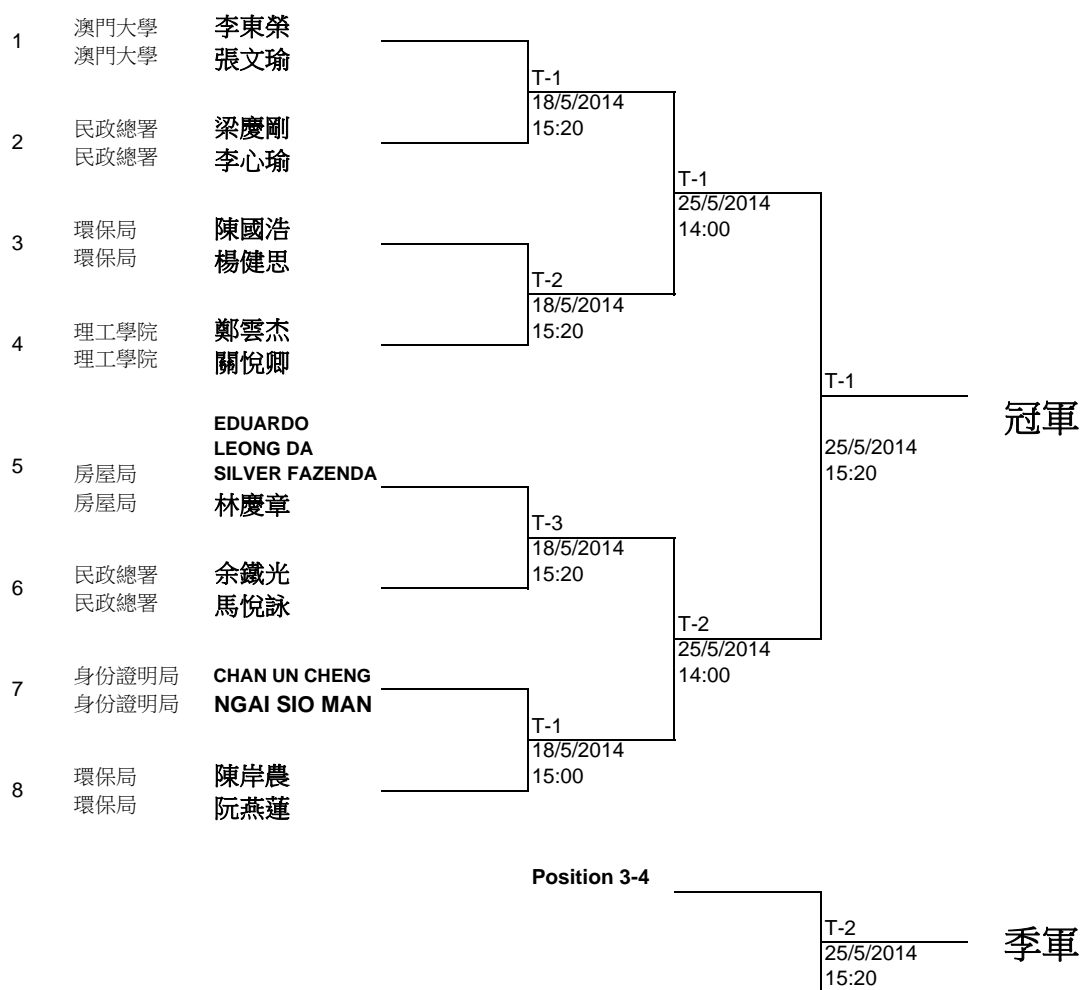 1 澳門大學 李東榮
澳門大學 張文瑜
T-1
18/5/2014
15:20
2 民政總署 梁慶剛
民政總署 李心瑜
T-1
25/5/2014
14:00
3 環保局 陳國浩
環保局 楊健思
T-2
18/5/2014
15:20
4 理工學院 鄭雲杰
理工學院 關悅卿
T-1
25/5/2014
15:20
冠軍
EDUARDO
LEONG DA
5 房屋局 SILVER FAZENDA
房屋局 林慶章
T-3
18/5/2014
15:20
6 民政總署 余鐵光
民政總署 馬悅詠
T-2
25/5/2014
14:00
7 身份證明局 CHAN UN CHENG
身份證明局 NGAI SIO MAN
T-1
18/5/2014
15:00
8 環保局 陳岸農
環保局 阮燕蓮
Position 3-4
T-2
25/5/2014
15:20
季軍